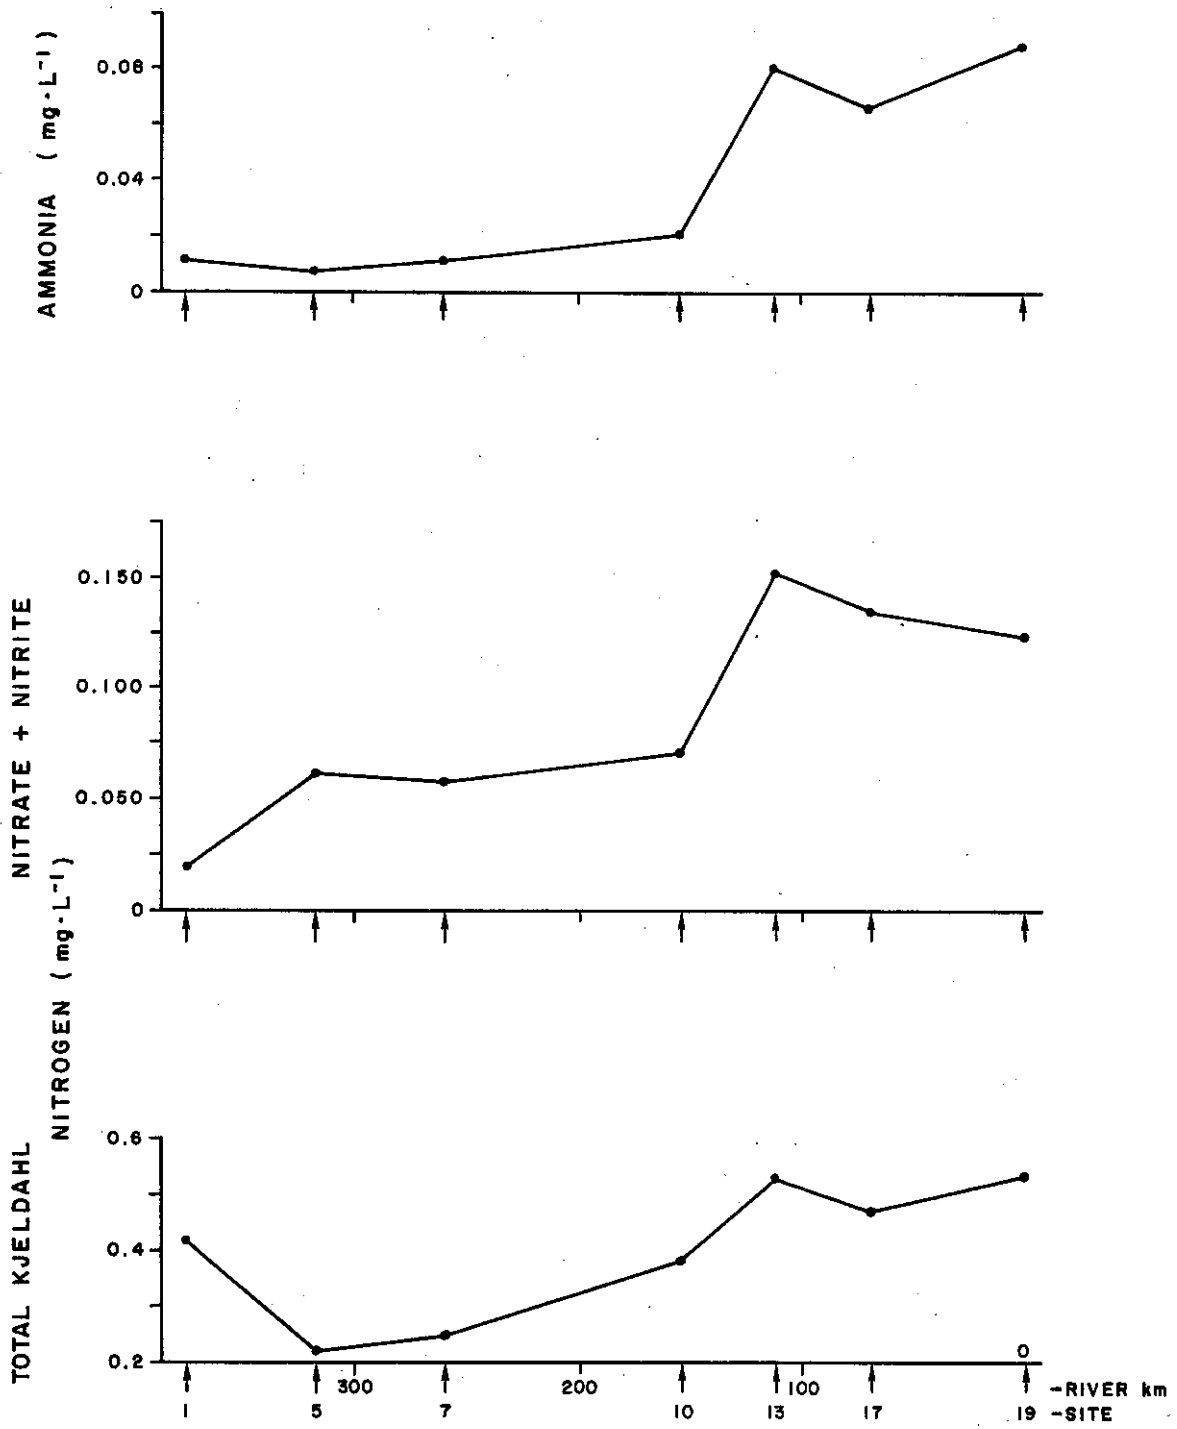 AMMONIA (mg·L⁻¹)
0.08
0.04
0
NITRATE + NITRITE
0.150
0.100
0.050
0
NITROGEN (mg·L⁻¹)
TOTAL KJELDAHL
0.6
0.4
0.2
0
300 200 100 -RIVER km
1 5 7 10 13 17 19 -SITE